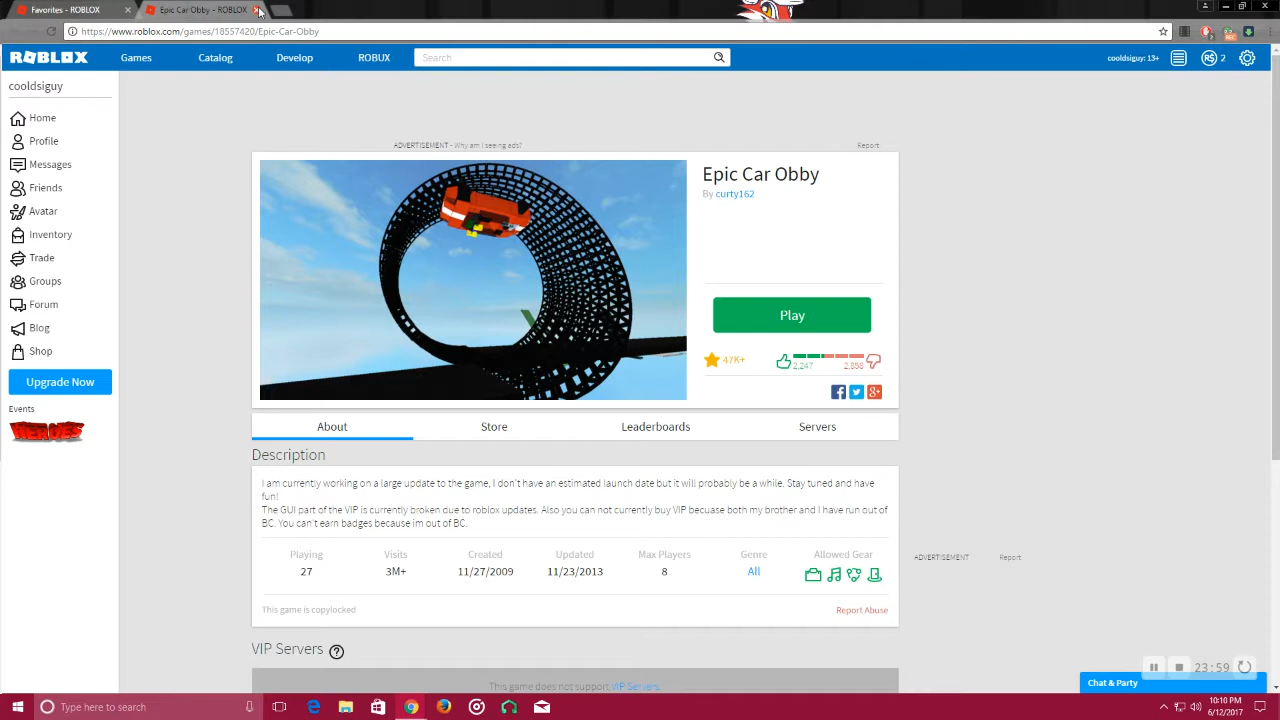 Favorites - ROBLOX
Epic Car Obby - ROBLOX
https://www.roblox.com/games/18557420/Epic-Car-Obby
ROBLOX Games Catalog Develop ROBUX Search cooldsiguy: 13+ R$ 2
cooldsiguy
Home
Profile
Messages
Friends
Avatar
Inventory
Trade
Groups
Forum
Blog
Shop
Upgrade Now
Events
HEROES
ADVERTISEMENT - Why am I seeing ads? Report
Epic Car Obby
By curty162
Play
47K+ 2,247 2,858
About Store Leaderboards Servers
Description
I am currently working on a large update to the game, I don't have an estimated launch date but it will probably be a while. Stay tuned and have
fun!
The GUI part of the VIP is currently broken due to roblox updates. Also you can not currently buy VIP becuase both my brother and I have run out of
BC. You can't earn badges because im out of BC.
Playing Visits Created Updated Max Players Genre Allowed Gear
27 3M+ 11/27/2009 11/23/2013 8 All
This game is copylocked Report Abuse
ADVERTISEMENT Report
VIP Servers ?
This game does not support VIP Servers.
23:59
Chat & Party
Type here to search
10:10 PM
6/12/2017